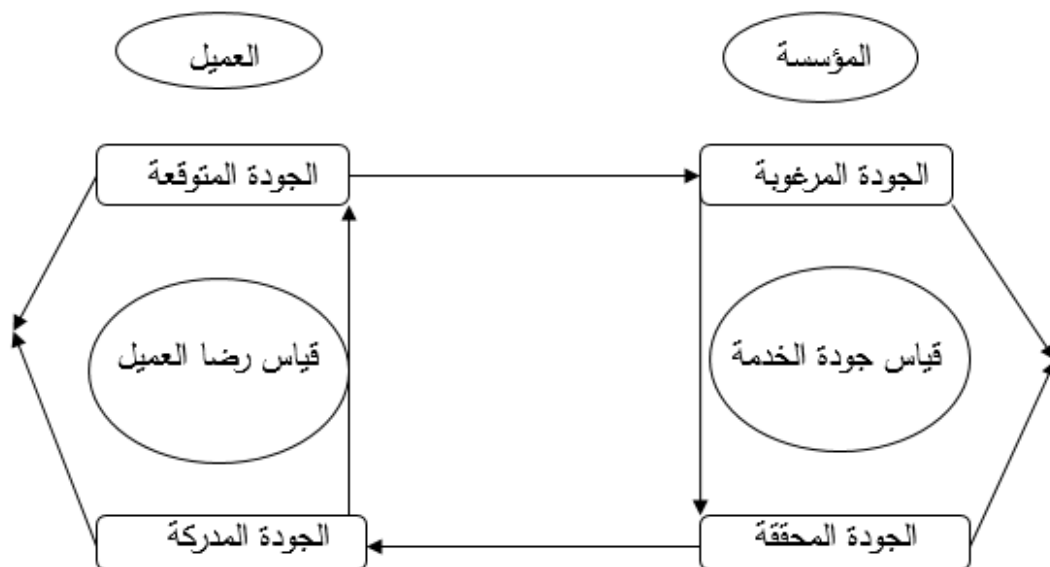 المؤسسة
العميل
الجودة المرغوبة
الجودة المتوقعة
قياس جودة الخدمة
قياس رضا العميل
الجودة المحققة
الجودة المدركة